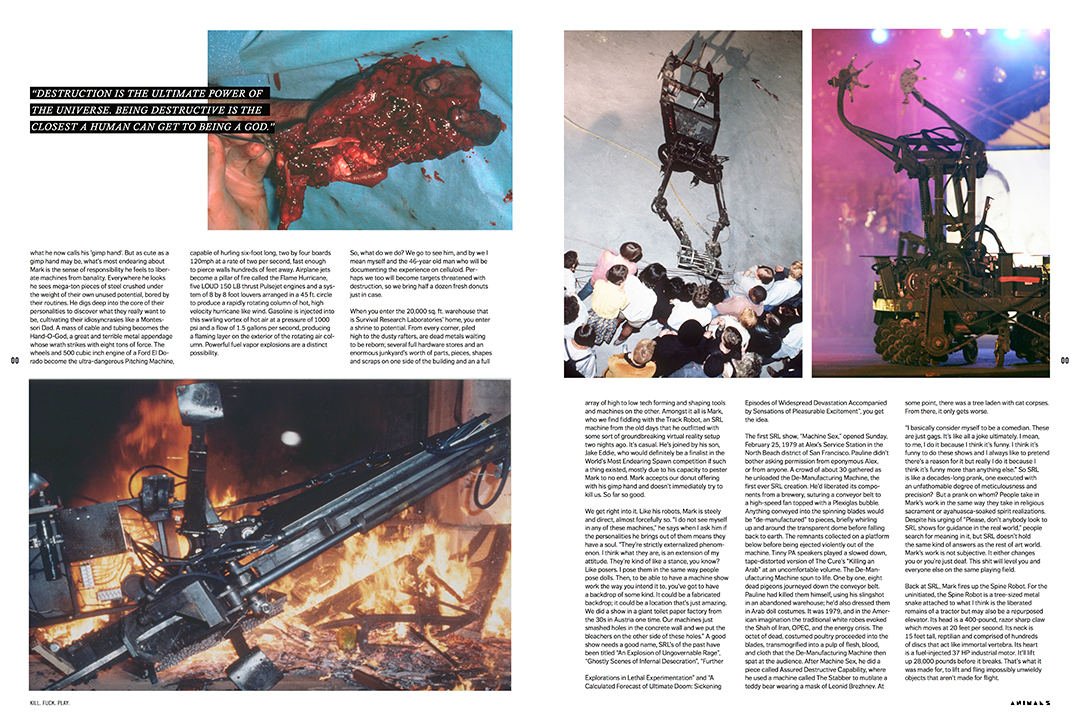 “DESTRUCTION IS THE ULTIMATE POWER OF
THE UNIVERSE. BEING DESTRUCTIVE IS THE
CLOSEST A HUMAN CAN GET TO BEING A GOD.”
what he now calls his 'gimp hand'. But as cute as a
gimp hand may be, what's most endearing about
Mark is the sense of responsibility he feels to liber-
ate machines from banality. Everywhere he looks
he sees mega-ton pieces of steel crushed under
the weight of their own unused potential, bored by
their routines. He digs deep into the core of their
personalities to discover what they really want to
be, cultivating their idiosyncrasies like a Montes-
sori Dad. A mass of cable and tubing becomes the
Hand-O-God, a great and terrible metal appendage
whose wrath strikes with eight tons of force. The
wheels and 500 cubic inch engine of a Ford El Do-
rado become the ultra-dangerous Pitching Machine,
capable of hurling six-foot long, two by four boards
120mph at a rate of two per second, fast enough
to pierce walls hundreds of feet away. Airplane jets
become a pillar of fire called the Flame Hurricane,
five LOUD 150 LB thrust Pulsejet engines and a sys-
tem of 8 by 8 foot louvers arranged in a 45 ft. circle
to produce a rapidly rotating column of hot, high
velocity hurricane like wind. Gasoline is injected into
this swirling vortex of hot air at a pressure of 1000
psi and a flow of 1.5 gallons per second, producing
a flaming layer on the exterior of the rotating air col-
umn. Powerful fuel vapor explosions are a distinct
possibility.
So, what do we do? We go to see him, and by we I
mean myself and the 46-year old man who will be
documenting the experience on celluloid. Per-
haps we too will become targets threatened with
destruction, so we bring half a dozen fresh donuts
just in case.
When you enter the 20,000 sq. ft. warehouse that
is Survival Research Laboratories' home, you enter
a shrine to potential. From every corner, piled
high to the dusty rafters, are dead metals waiting
to be reborn; several full hardware stores and an
enormous junkyard's worth of parts, pieces, shapes
and scraps on one side of the building and an a full
00
KILL. FUCK. PLAY.
array of high to low tech forming and shaping tools
and machines on the other. Amongst it all is Mark,
who we find fiddling with the Track Robot, an SRL
machine from the old days that he outfitted with
some sort of groundbreaking virtual reality setup
two nights ago. It's casual. He's joined by his son,
Jake Eddie, who would definitely be a finalist in the
World's Most Endearing Spawn competition if such
a thing existed, mostly due to his capacity to pester
Mark to no end. Mark accepts our donut offering
with his gimp hand and doesn't immediately try to
kill us. So far so good.
We get right into it. Like his robots, Mark is steely
and direct, almost forcefully so. "I do not see myself
in any of these machines," he says when I ask him if
the personalities he brings out of them means they
have a soul. "They're strictly externalized phenom-
enon. I think what they are, is an extension of my
attitude. They're kind of like a stance, you know?
Like posers. I pose them in the same way people
pose dolls. Then, to be able to have a machine show
work the way you intend it to, you've got to have
a backdrop of some kind. It could be a fabricated
backdrop; it could be a location that's just amazing.
We did a show in a giant toilet paper factory from
the 30s in Austria one time. Our machines just
smashed holes in the concrete wall and we put the
bleachers on the other side of these holes." A good
show needs a good name, SRL's of the past have
been titled "An Explosion of Ungovernable Rage",
"Ghostly Scenes of Infernal Desecration", "Further
Explorations in Lethal Experimentation" and "A
Calculated Forecast of Ultimate Doom: Sickening
Episodes of Widespread Devastation Accompanied
by Sensations of Pleasurable Excitement", you get
the idea.
The first SRL show, "Machine Sex," opened Sunday,
February 25, 1979 at Alex's Service Station in the
North Beach district of San Francisco. Pauline didn't
bother asking permission from eponymous Alex,
or from anyone. A crowd of about 30 gathered as
he unloaded the De-Manufacturing Machine, the
first ever SRL creation. He'd liberated its compo-
nents from a brewery, suturing a conveyor belt to
a high-speed fan topped with a Plexiglas bubble.
Anything conveyed into the spinning blades would
be "de-manufactured" to pieces, briefly whirling
up and around the transparent dome before falling
back to earth. The remnants collected on a platform
below before being ejected violently out of the
machine. Tinny PA speakers played a slowed down,
tape-distorted version of The Cure's "Killing an
Arab" at an uncomfortable volume. The De-Man-
ufacturing Machine spun to life. One by one, eight
dead pigeons journeyed down the conveyor belt.
Pauline had killed them himself, using his slingshot
in an abandoned warehouse; he'd also dressed them
in Arab doll costumes. It was 1979, and in the Amer-
ican imagination the traditional white robes evoked
the Shah of Iran, OPEC, and the energy crisis. The
octet of dead, costumed poultry proceeded into the
blades, transmogrified into a pulp of flesh, blood,
and cloth that the De-Manufacturing Machine then
spat at the audience. After Machine Sex, he did a
piece called Assured Destructive Capability, where
he used a machine called The Stabber to mutilate a
teddy bear wearing a mask of Leonid Brezhnev. At
some point, there was a tree laden with cat corpses.
From there, it only gets worse.
"I basically consider myself to be a comedian. These
are just gags. It's like all a joke ultimately. I mean,
to me, I do it because I think it's funny. I think it's
funny to do these shows and I always like to pretend
there's a reason for it but really I do it because I
think it's funny more than anything else." So SRL
is like a decades-long prank, one executed with
an unfathomable degree of meticulousness and
precision? But a prank on whom? People take in
Mark's work in the same way they take in religious
sacrament or ayahuasca-soaked spirit realizations.
Despite his urging of "Please, don't anybody look to
SRL shows for guidance in the real world," people
search for meaning in it, but SRL doesn't hold
the same kind of answers as the rest of art world.
Mark's work is not subjective. It either changes
you or you're just deaf. This shit will level you and
everyone else on the same playing field.
Back at SRL, Mark fires up the Spine Robot. For the
uninitiated, the Spine Robot is a tree-sized metal
snake attached to what I think is the liberated
remains of a tractor but may also be a repurposed
elevator. Its head is a 400-pound, razor sharp claw
which moves at 20 feet per second. Its neck is
15 feet tall, reptilian and comprised of hundreds
of discs that act like immortal vertebra. Its heart
is a fuel-injected 37 HP industrial motor. It'll lift
up 28,000 pounds before it breaks. That's what it
was made for, to lift and fling impossibly unwieldy
objects that aren't made for flight.
00
ANIMALS